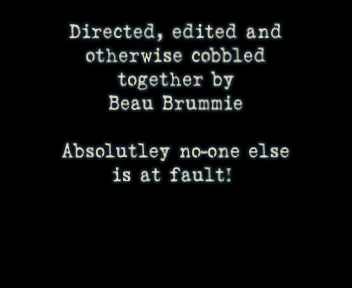 Directed, edited and
otherwise cobbled
together by
Beau Brummie
Absolutley no-one else
is at fault!